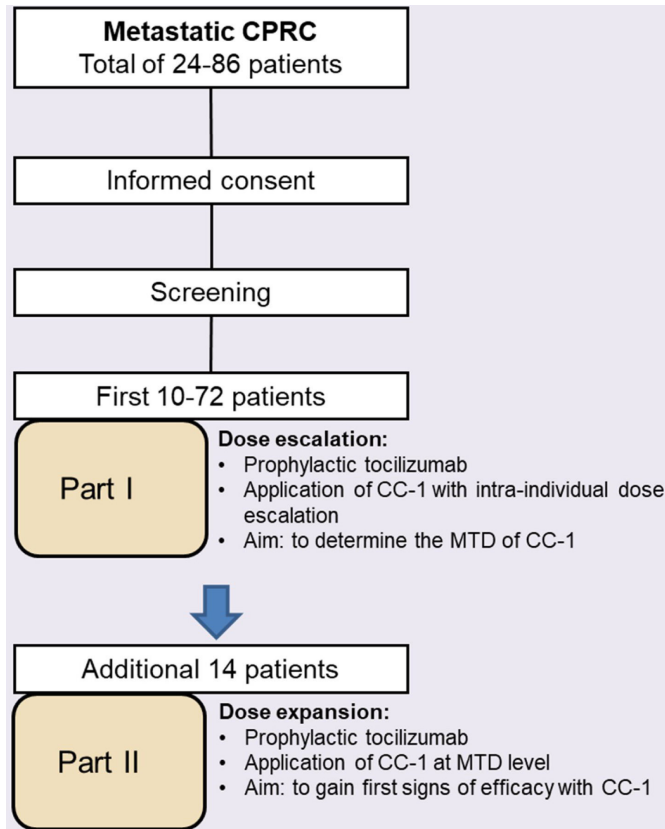 Metastatic CPRC
Total of 24-86 patients
Informed consent
Screening
First 10-72 patients
Part I
Dose escalation:
• Prophylactic tocilizumab
• Application of CC-1 with intra-individual dose
escalation
• Aim: to determine the MTD of CC-1
Additional 14 patients
Part II
Dose expansion:
• Prophylactic tocilizumab
• Application of CC-1 at MTD level
• Aim: to gain first signs of efficacy with CC-1